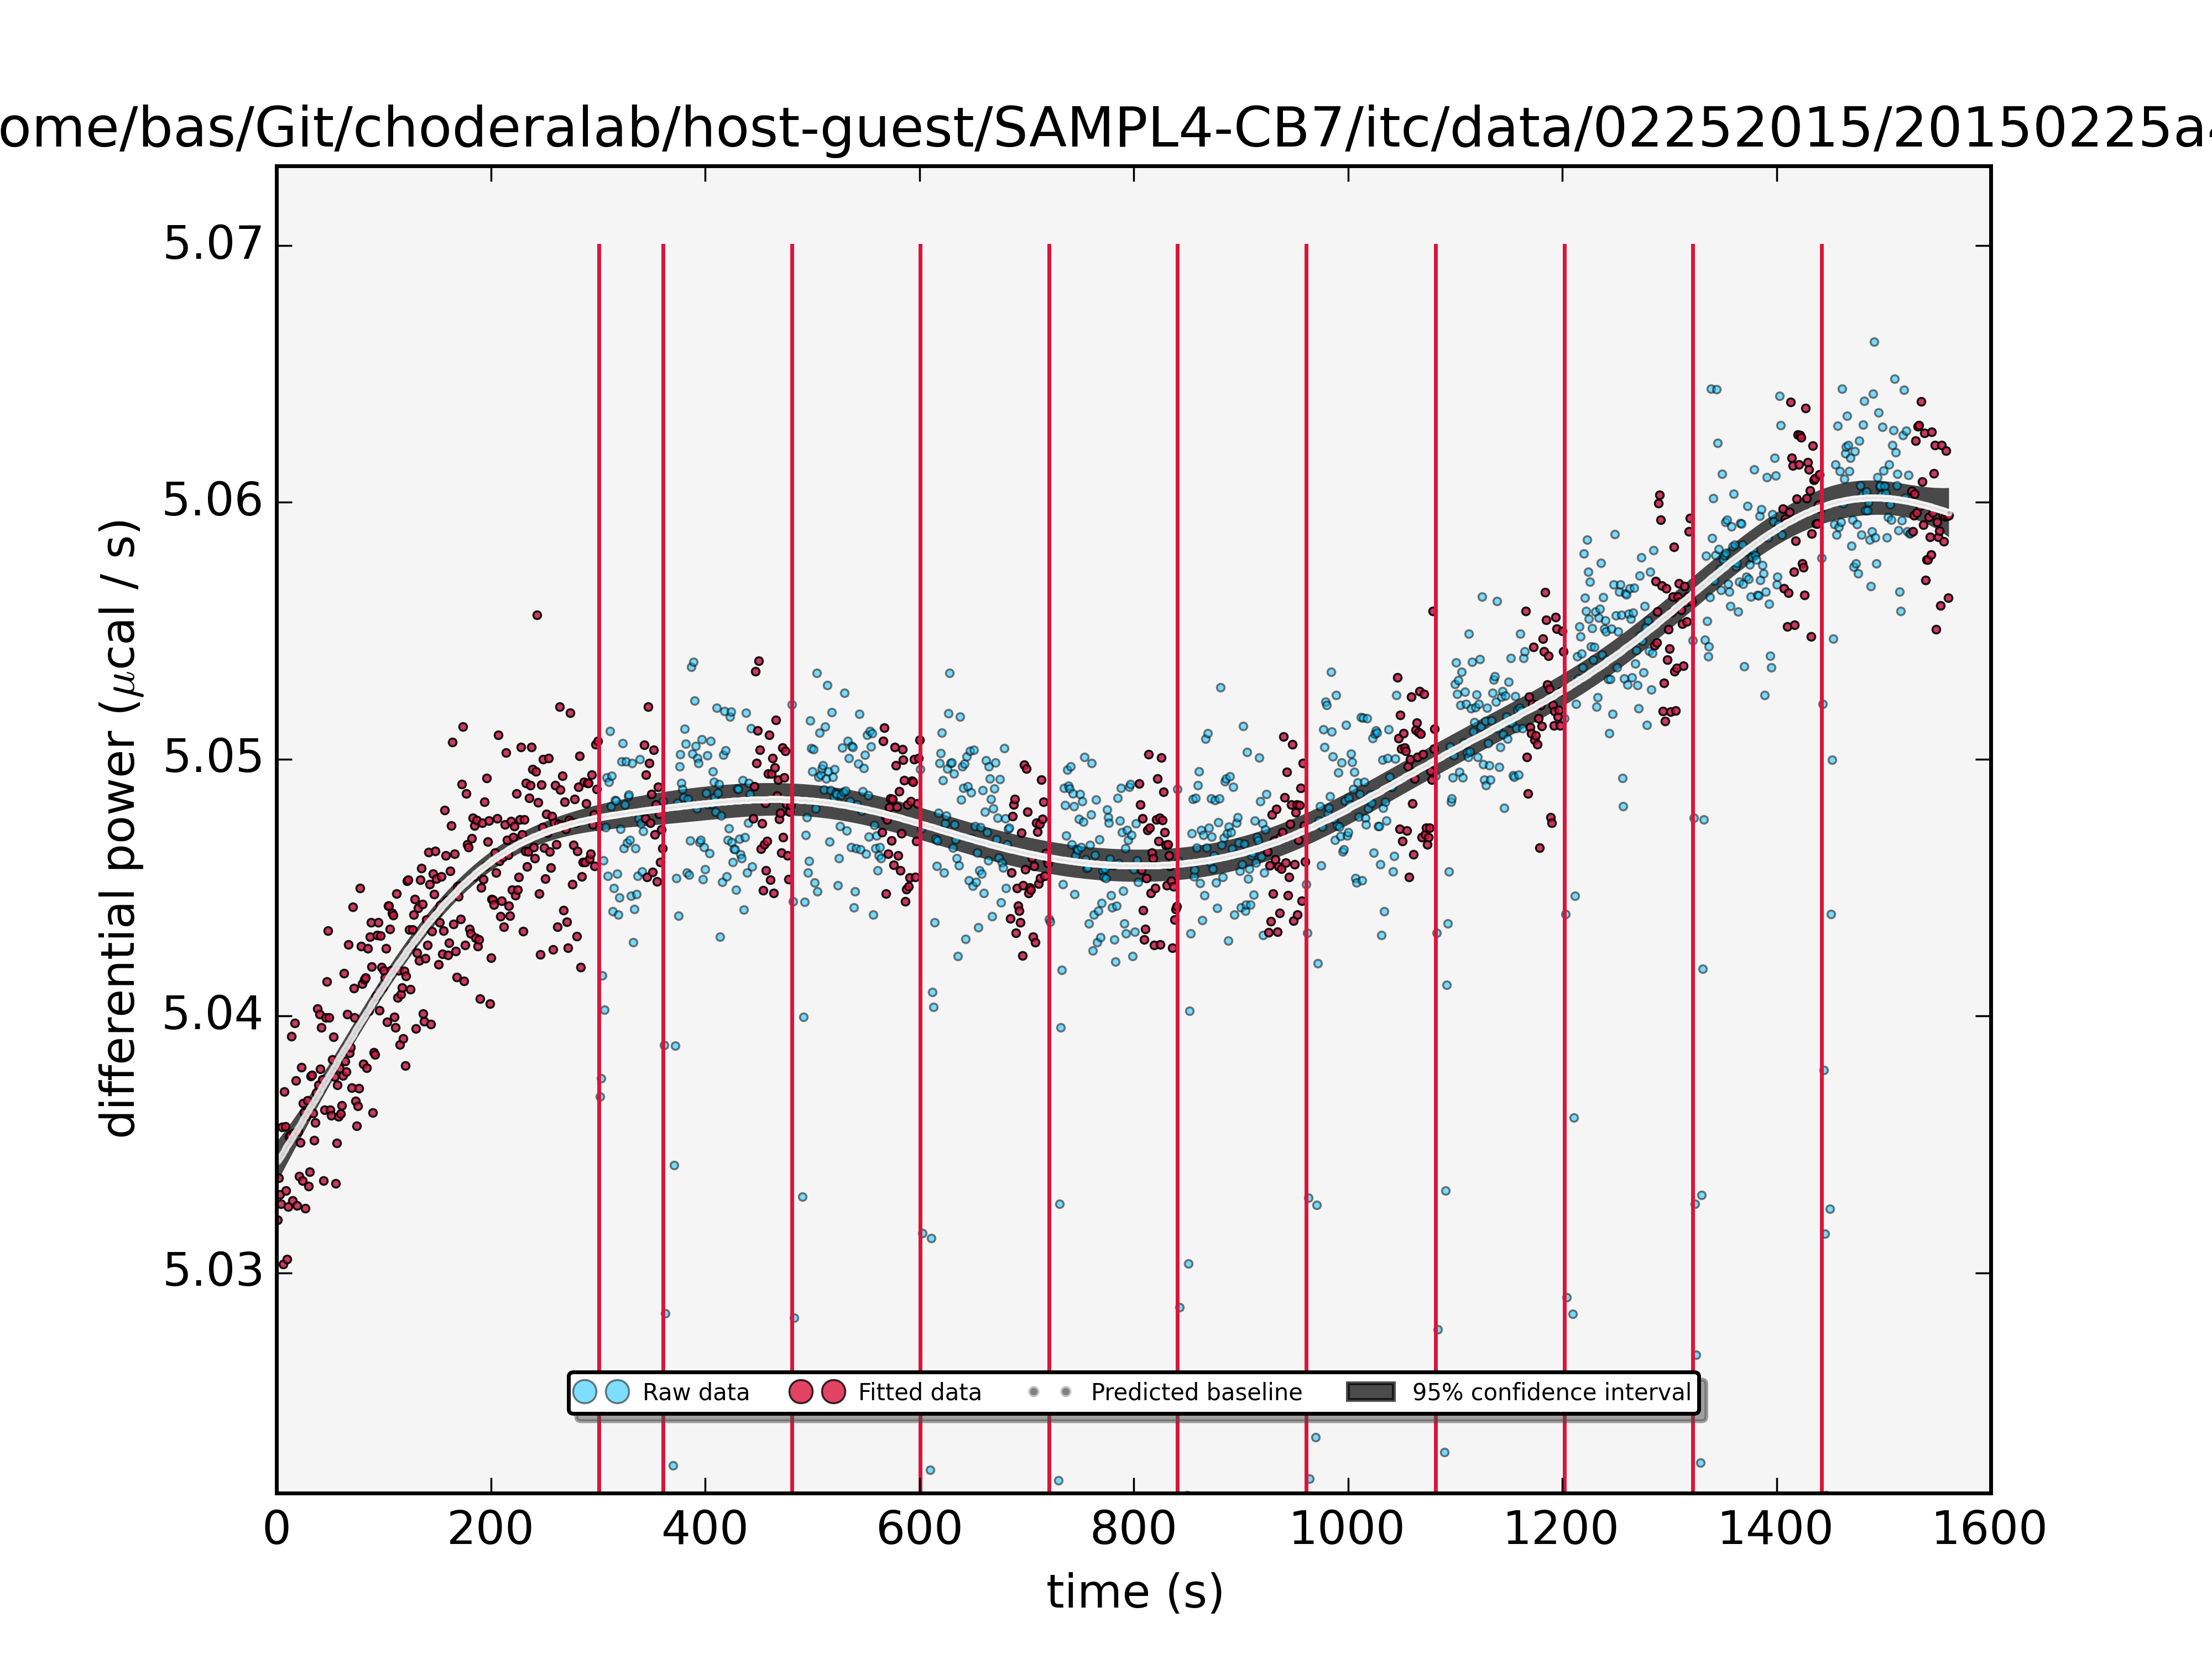 ome/bas/Git/choderalab/host-guest/SAMPL4-CB7/itc/data/02252015/20150225a
5.07
5.06
5.05
5.04
5.03
differential power (μcal / s)
Raw data Fitted data Predicted baseline 95% confidence interval
0 200 400 600 800 1000 1200 1400 1600
time (s)